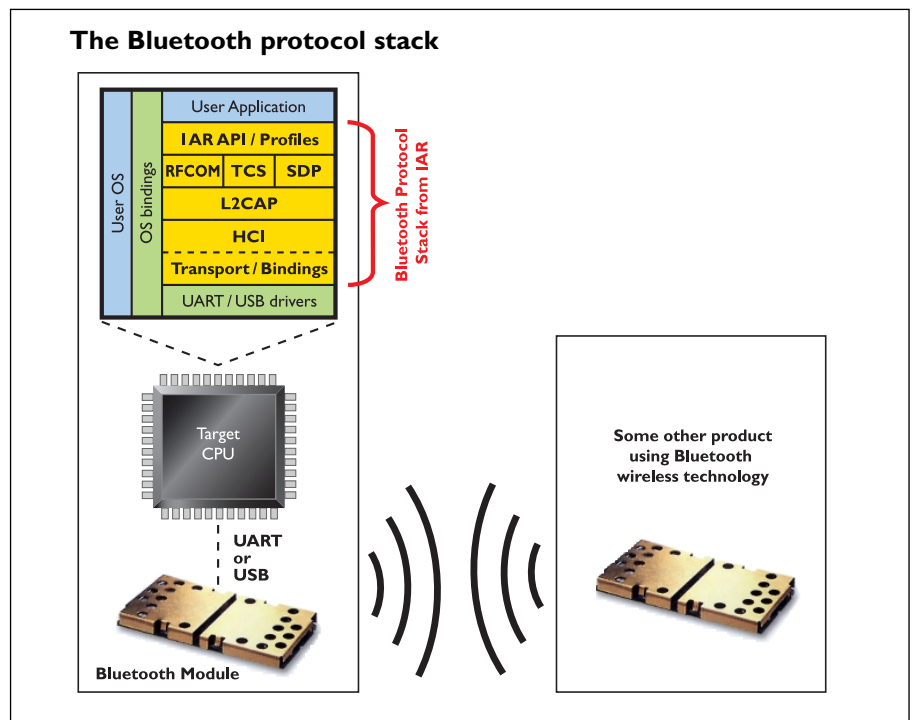 The Bluetooth protocol stack
User OS
OS bindings
User Application
IAR API / Profiles
RFCOM TCS SDP
L2CAP
HCI
Transport / Bindings
UART / USB drivers
Bluetooth Protocol
Stack from IAR
Target
CPU
UART
or
USB
Bluetooth Module
Some other product
using Bluetooth
wireless technology